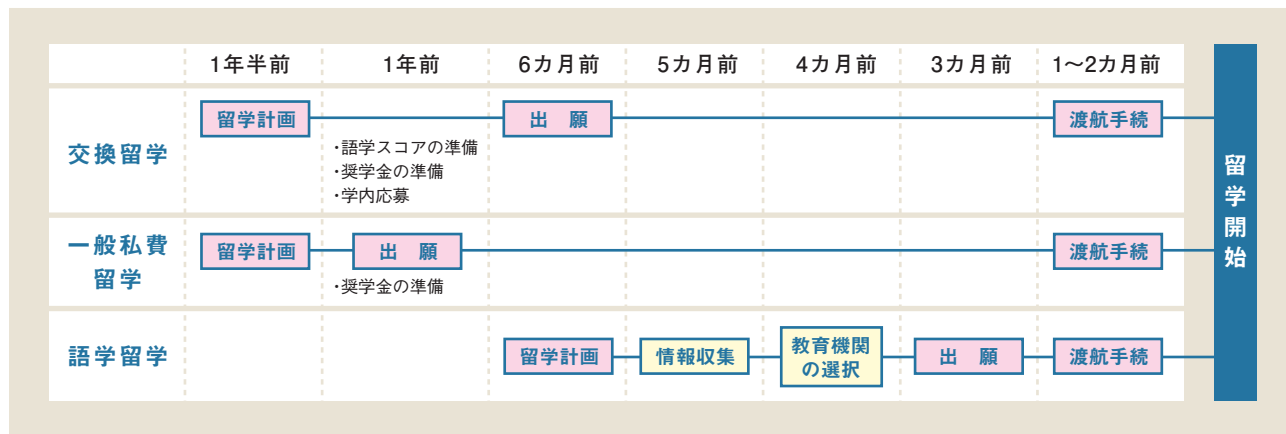 1年半前 1年前 6カ月前 5カ月前 4カ月前 3カ月前 1～2カ月前
交換留学
留学計画 出　願 渡航手続
・語学スコアの準備
・奨学金の準備
・学内応募
一般私費
留学
留学計画 出　願 渡航手続
・奨学金の準備
語学留学
留学計画 情報収集 教育機関
の選択
出　願 渡航手続
留学開始